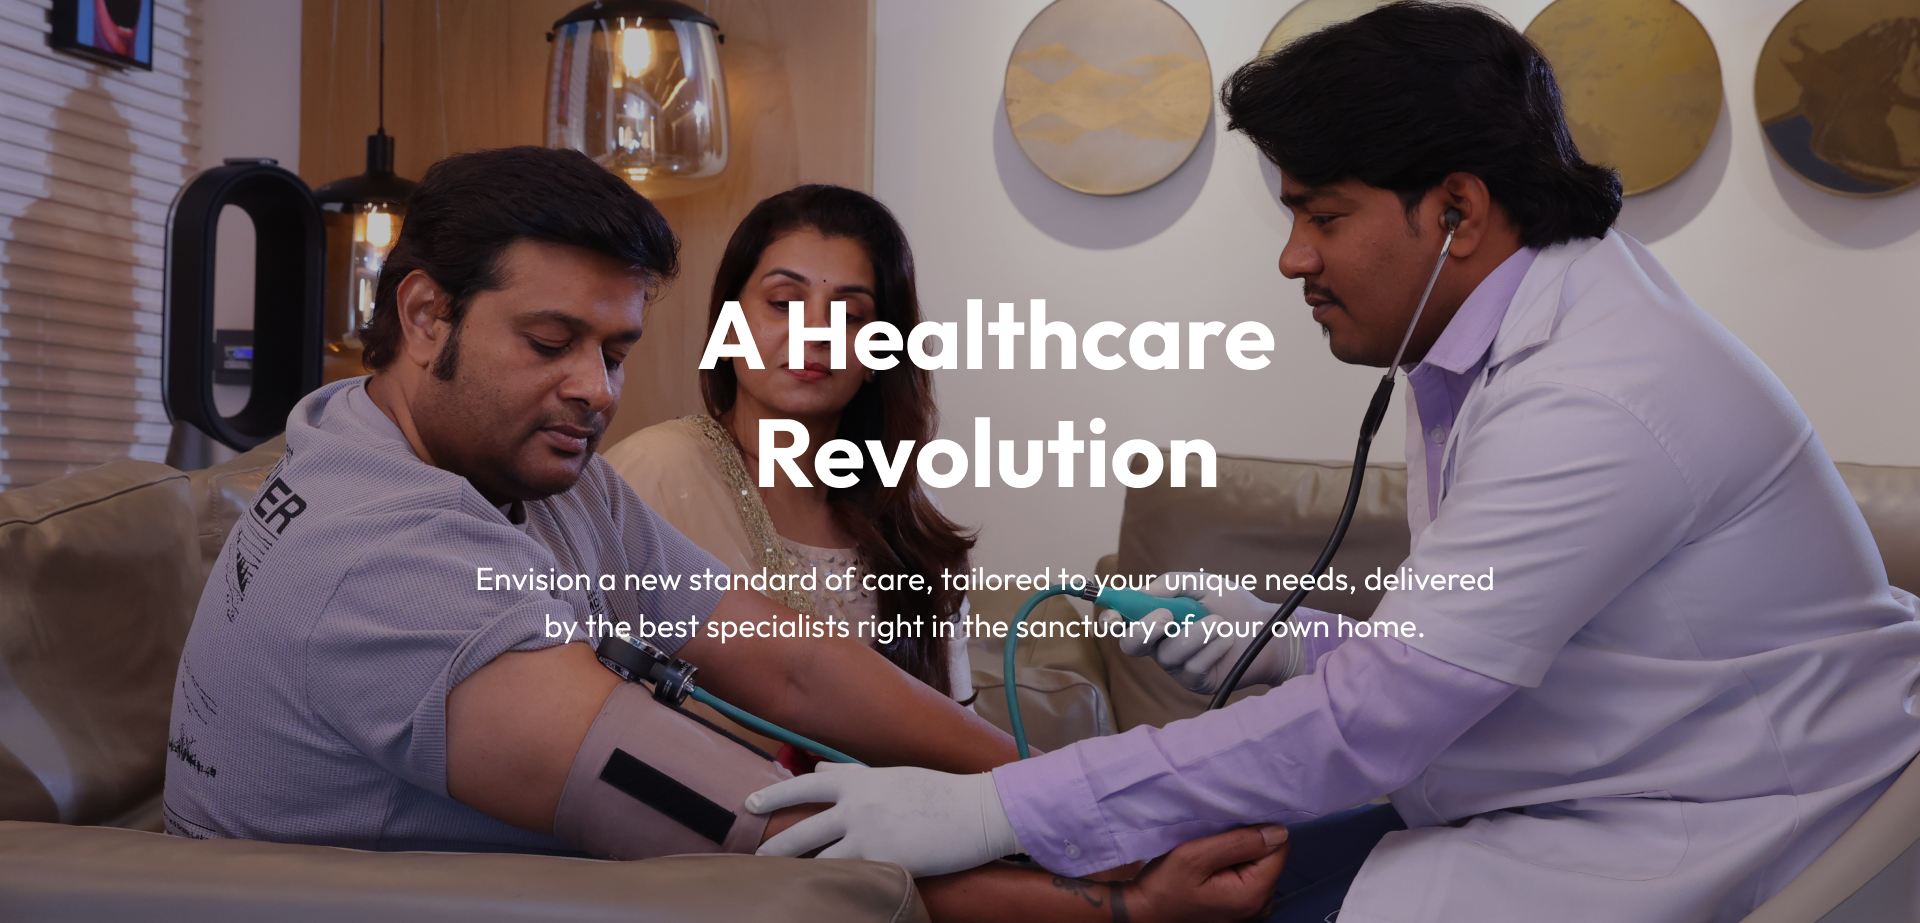 A Healthcare
Revolution
Envision a new standard of care, tailored to your unique needs, delivered
by the best specialists right in the sanctuary of your own home.
ER